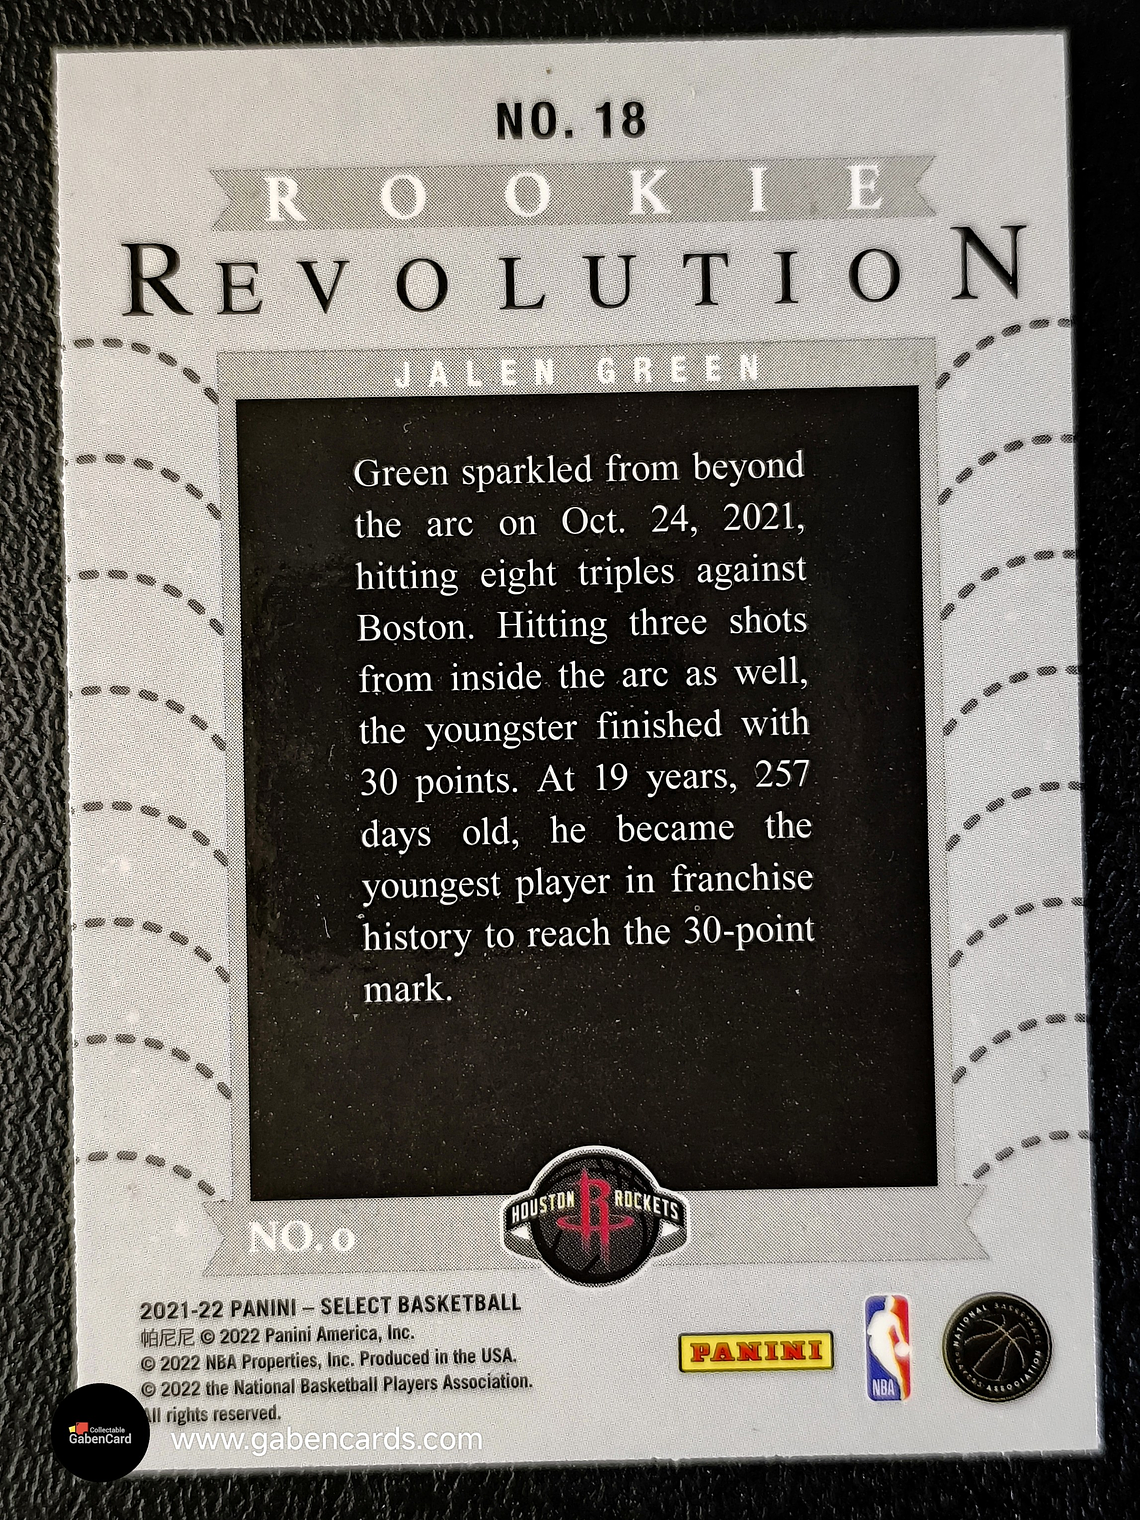 NO. 18
ROOKIE
REVOLUTION
JALEN GREEN
Green sparkled from beyond
the arc on Oct. 24, 2021,
hitting eight triples against
Boston. Hitting three shots
from inside the arc as well,
the youngster finished with
30 points. At 19 years, 257
days old, he became the
youngest player in franchise
history to reach the 30-point
mark.
HOUSTON R ROCKETS
NO. 0
2021-22 PANINI – SELECT BASKETBALL
帕尼尼 © 2022 Panini America, Inc.
© 2022 NBA Properties, Inc. Produced in the USA.
© 2022 the National Basketball Players Association.
All rights reserved.
PANINI
NBA
NATIONAL BASKETBALL PLAYERS ASSOCIATION
Collectable
GabenCard
www.gabencards.com